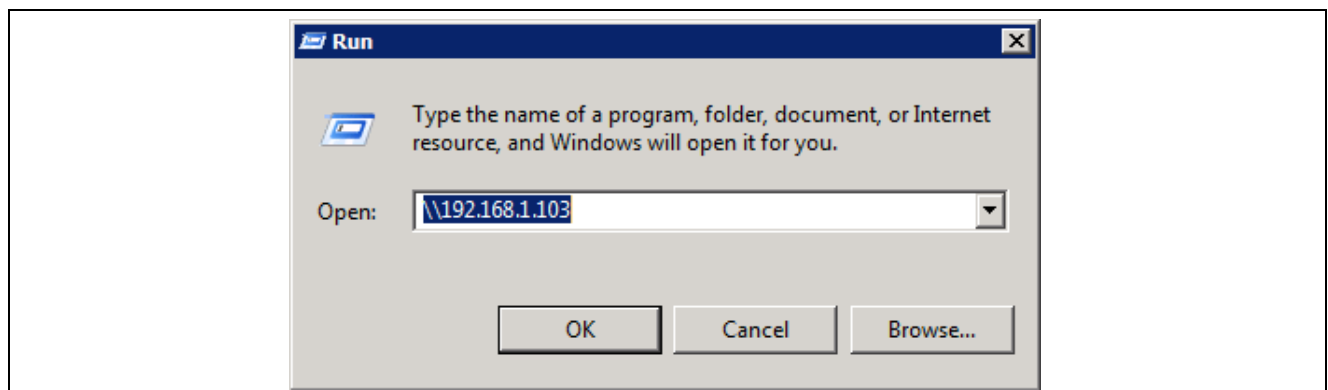 Run
Type the name of a program, folder, document, or Internet
resource, and Windows will open it for you.
Open: \\192.168.1.103
OK Cancel Browse...